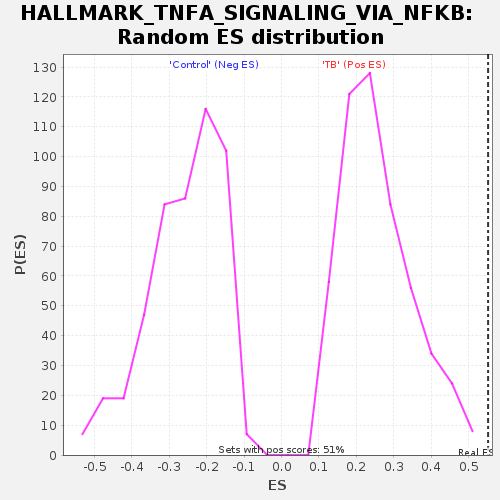 HALLMARK_TNFA_SIGNALING_VIA_NFKB:
Random ES distribution
'Control' (Neg ES) 'TB' (Pos ES)
130
120
110
100
90
80
70
60
50
40
30
20
10
0
P(ES)
Sets with pos scores: 51%
Real ES
-0.5 -0.4 -0.3 -0.2 -0.1 0.0 0.1 0.2 0.3 0.4 0.5
ES